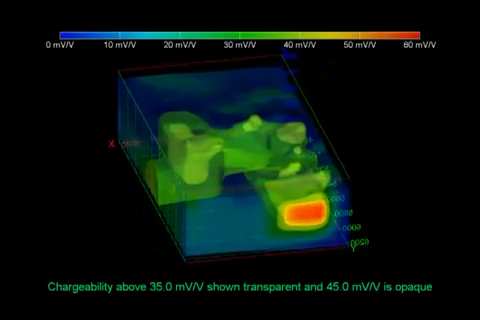 0 mV/V 10 mV/V 20 mV/V 30 mV/V 40 mV/V 50 mV/V 60 mV/V
X
Y
Chargeability above 35.0 mV/V shown transparent and 45.0 mV/V is opaque